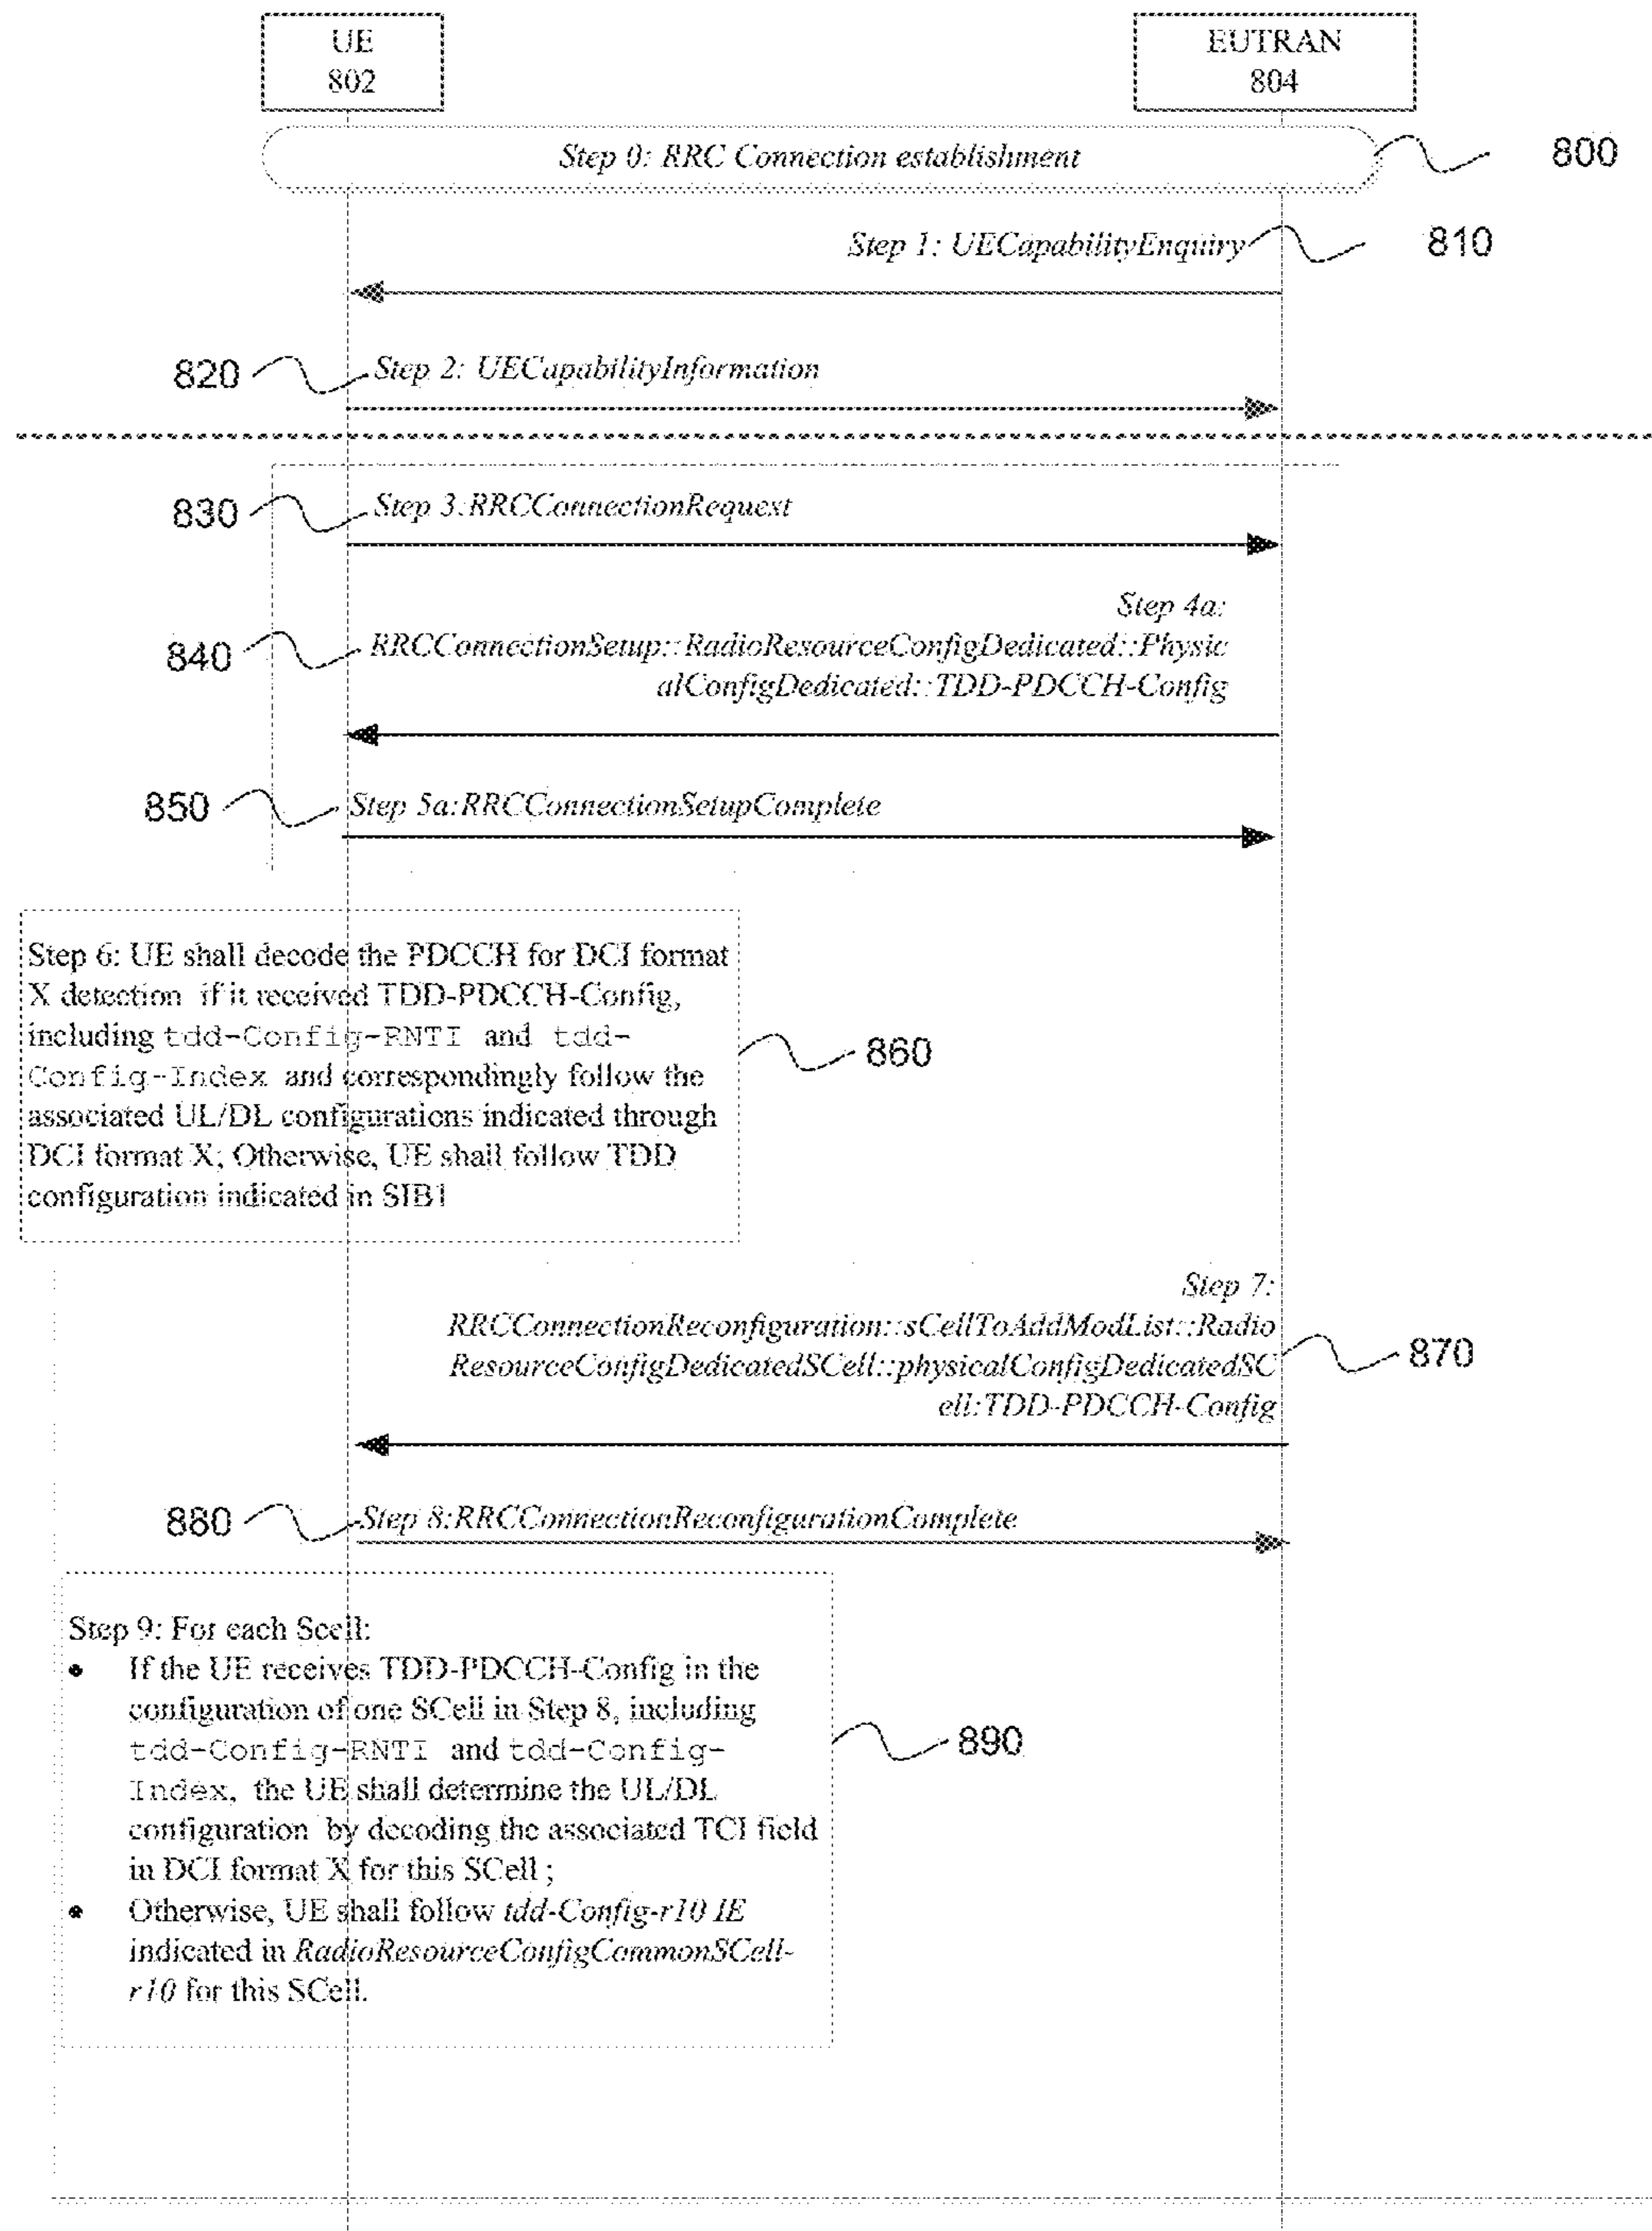 UE
802
EUTRAN
804
Step 0: RRC Connection establishment
800
Step 1: UECapabilityEnquiry
810
820
Step 2: UECapabilityInformation
830
Step 3:RRCConnectionRequest
Step 4a:
840
RRCConnectionSetup::RadioResourceConfigDedicated::Physic
alConfigDedicated::TDD-PDCCH-Config
850
Step 5a:RRCConnectionSetupComplete
Step 6: UE shall decode the PDCCH for DCI format
X detection if it received TDD-PDCCH-Config,
including tdd-Config-RNTI and tdd-
Config-Index and correspondingly follow the
associated UL/DL configurations indicated through
DCI format X; Otherwise, UE shall follow TDD
configuration indicated in SIB1
860
Step 7:
RRCConnectionReconfiguration::sCellToAddModList::Radio
ResourceConfigDedicatedSCell::physicalConfigDedicatedSC
ell:TDD-PDCCH-Config
870
880
Step 8:RRCConnectionReconfigurationComplete
Step 9: For each Scell:
• If the UE receives TDD-PDCCH-Config in the
configuration of one SCell in Step 8, including
tdd-Config-RNTI and tdd-Config-
Index, the UE shall determine the UL/DL
configuration by decoding the associated TCI field
in DCI format X for this SCell ;
• Otherwise, UE shall follow tdd-Config-r10 IE
indicated in RadioResourceConfigCommonSCell-
r10 for this SCell.
890